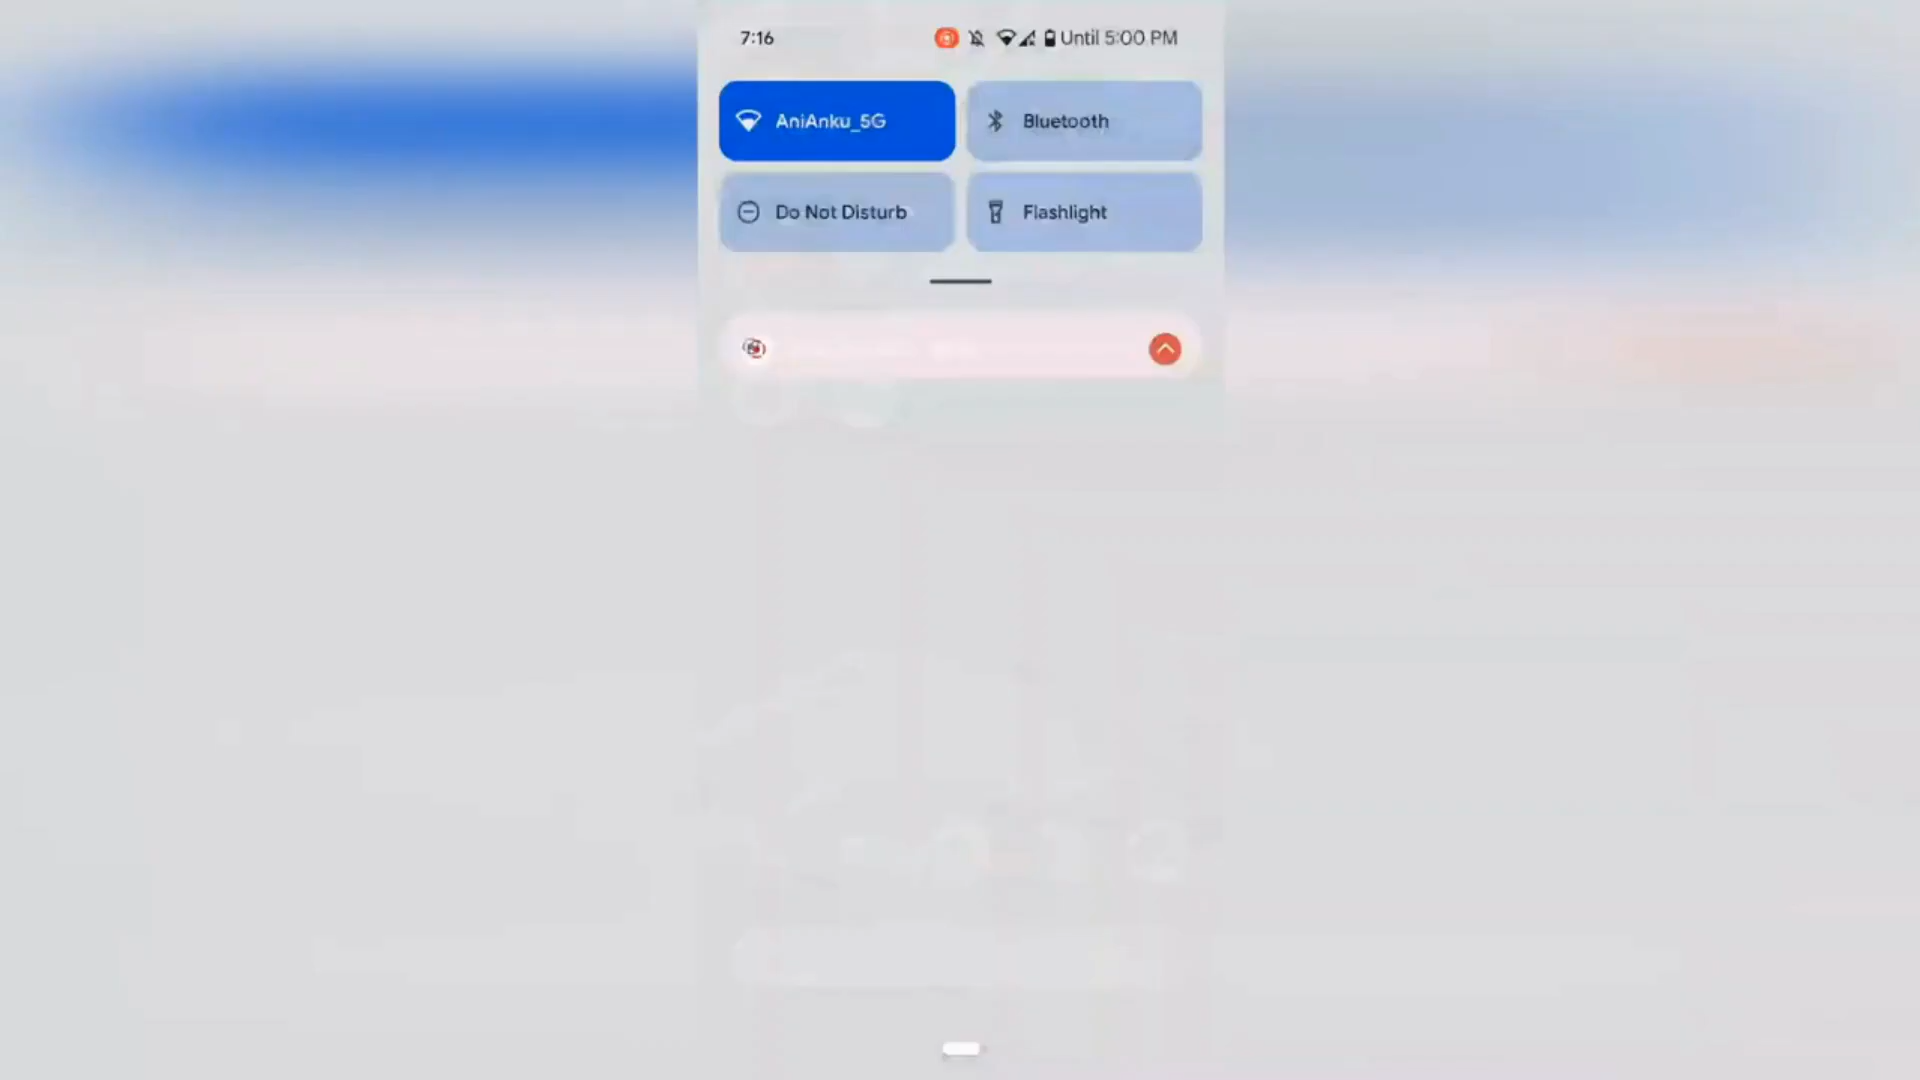 7:16 Until 5:00 PM
AniAnku_5G Bluetooth
Do Not Disturb Flashlight